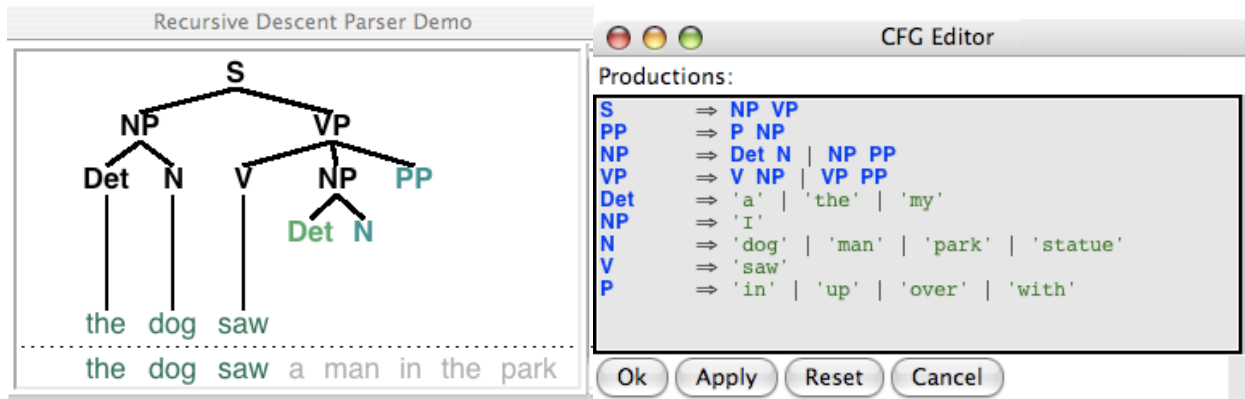 Recursive Descent Parser Demo
S
NP VP
Det N V NP PP
Det N
the dog saw
the dog saw a man in the park
CFG Editor
Productions:
S ⇒ NP VP
PP ⇒ P NP
NP ⇒ Det N | NP PP
VP ⇒ V NP | VP PP
Det ⇒ 'a' | 'the' | 'my'
NP ⇒ 'I'
N ⇒ 'dog' | 'man' | 'park' | 'statue'
V ⇒ 'saw'
P ⇒ 'in' | 'up' | 'over' | 'with'
Ok Apply Reset Cancel